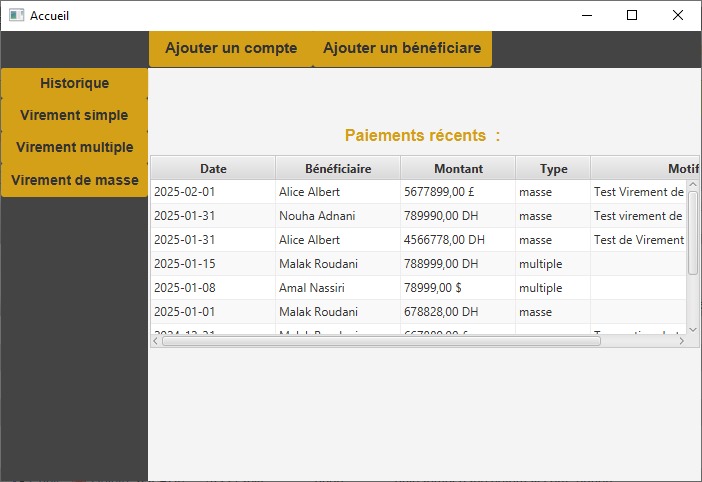 Accueil
Ajouter un compte Ajouter un bénéficiare
Historique
Virement simple
Virement multiple
Virement de masse
Paiements récents :
Date Bénéficiaire Montant Type Motif
2025-02-01 Alice Albert 5677899,00 £ masse Test Virement de
2025-01-31 Nouha Adnani 789990,00 DH masse Test virement de
2025-01-31 Alice Albert 4566778,00 DH masse Test de Virement
2025-01-15 Malak Roudani 788999,00 DH multiple
2025-01-08 Amal Nassiri 78999,00 $ multiple
2025-01-01 Malak Roudani 678828,00 DH masse